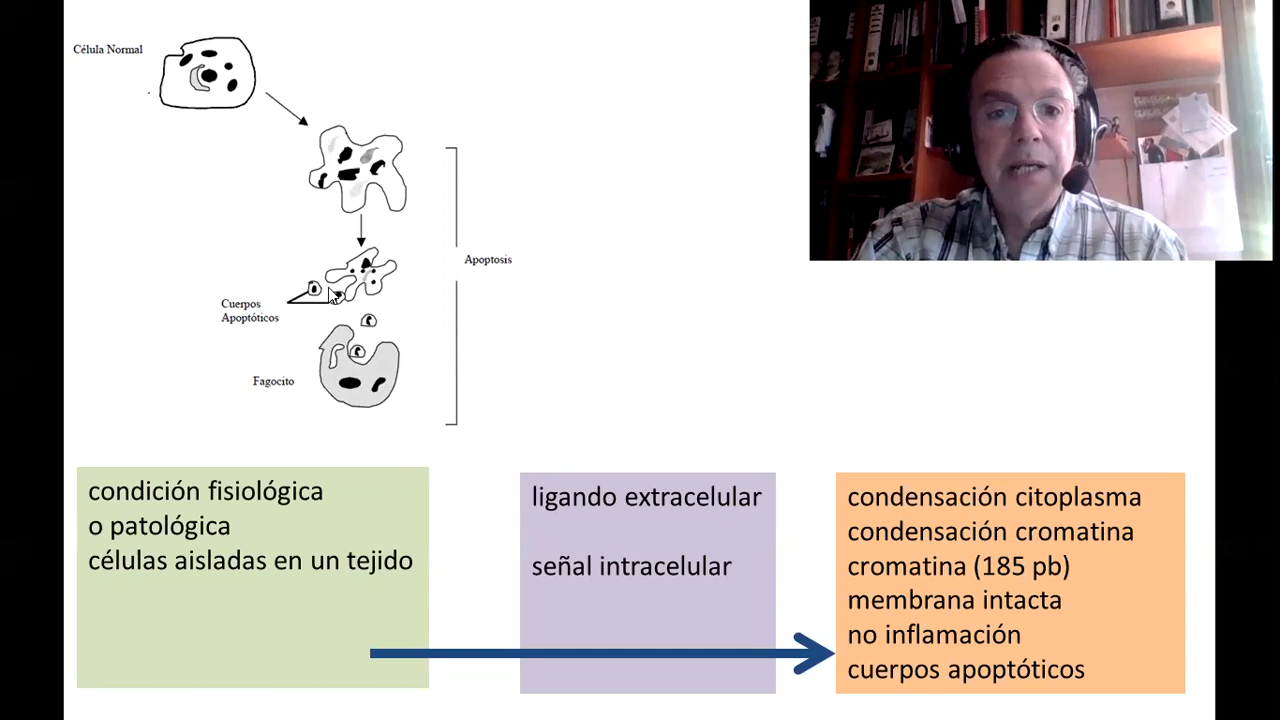 Célula Normal
Apoptosis
Cuerpos
Apoptóticos
Fagocito
condición fisiológica
o patológica
células aisladas en un tejido
ligando extracelular
señal intracelular
condensación citoplasma
condensación cromatina
cromatina (185 pb)
membrana intacta
no inflamación
cuerpos apoptóticos